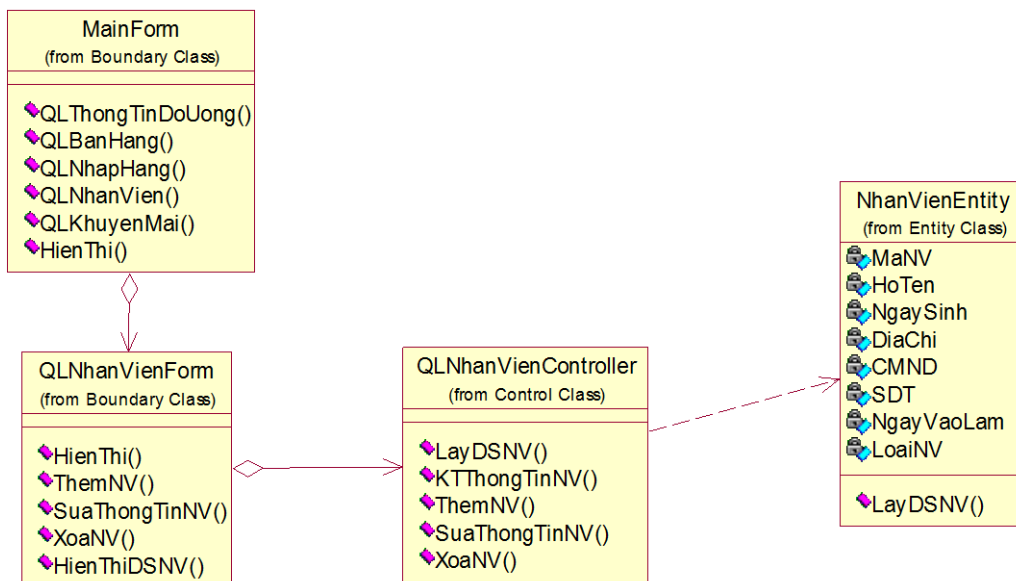 MainForm
(from Boundary Class)
QLThongTinDoUong()
QLBanHang()
QLNhapHang()
QLNhanVien()
QLKhuyenMai()
HienThi()
QLNhanVienForm
(from Boundary Class)
HienThi()
ThemNV()
SuaThongTinNV()
XoaNV()
HienThiDSNV()
QLNhanVienController
(from Control Class)
LayDSNV()
KTThongTinNV()
ThemNV()
SuaThongTinNV()
XoaNV()
NhanVienEntity
(from Entity Class)
MaNV
HoTen
NgaySinh
DiaChi
CMND
SDT
NgayVaoLam
LoaiNV
LayDSNV()